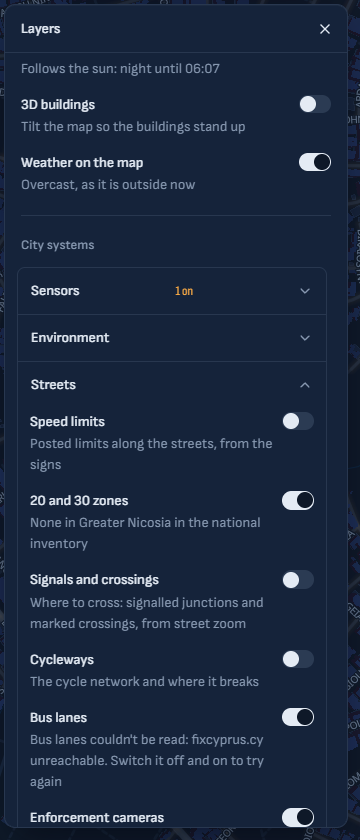 Layers
Follows the sun: night until 06:07
3D buildings
Tilt the map so the buildings stand up
Weather on the map
Overcast, as it is outside now
City systems
Sensors
1 on
Environment
Streets
Speed limits
Posted limits along the streets, from the
signs
20 and 30 zones
None in Greater Nicosia in the national
inventory
Signals and crossings
Where to cross: signalled junctions and
marked crossings, from street zoom
Cycleways
The cycle network and where it breaks
Bus lanes
Bus lanes couldn't be read: fixcyprus.cy
unreachable. Switch it off and on to try
again
Enforcement cameras